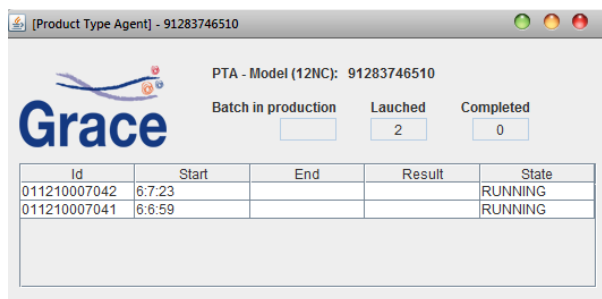 [Product Type Agent] - 91283746510
PTA - Model (12NC): 91283746510
Grace
Batch in production Lauched Completed
2 0
Id Start End Result State
011210007042 6:7:23 RUNNING
011210007041 6:6:59 RUNNING